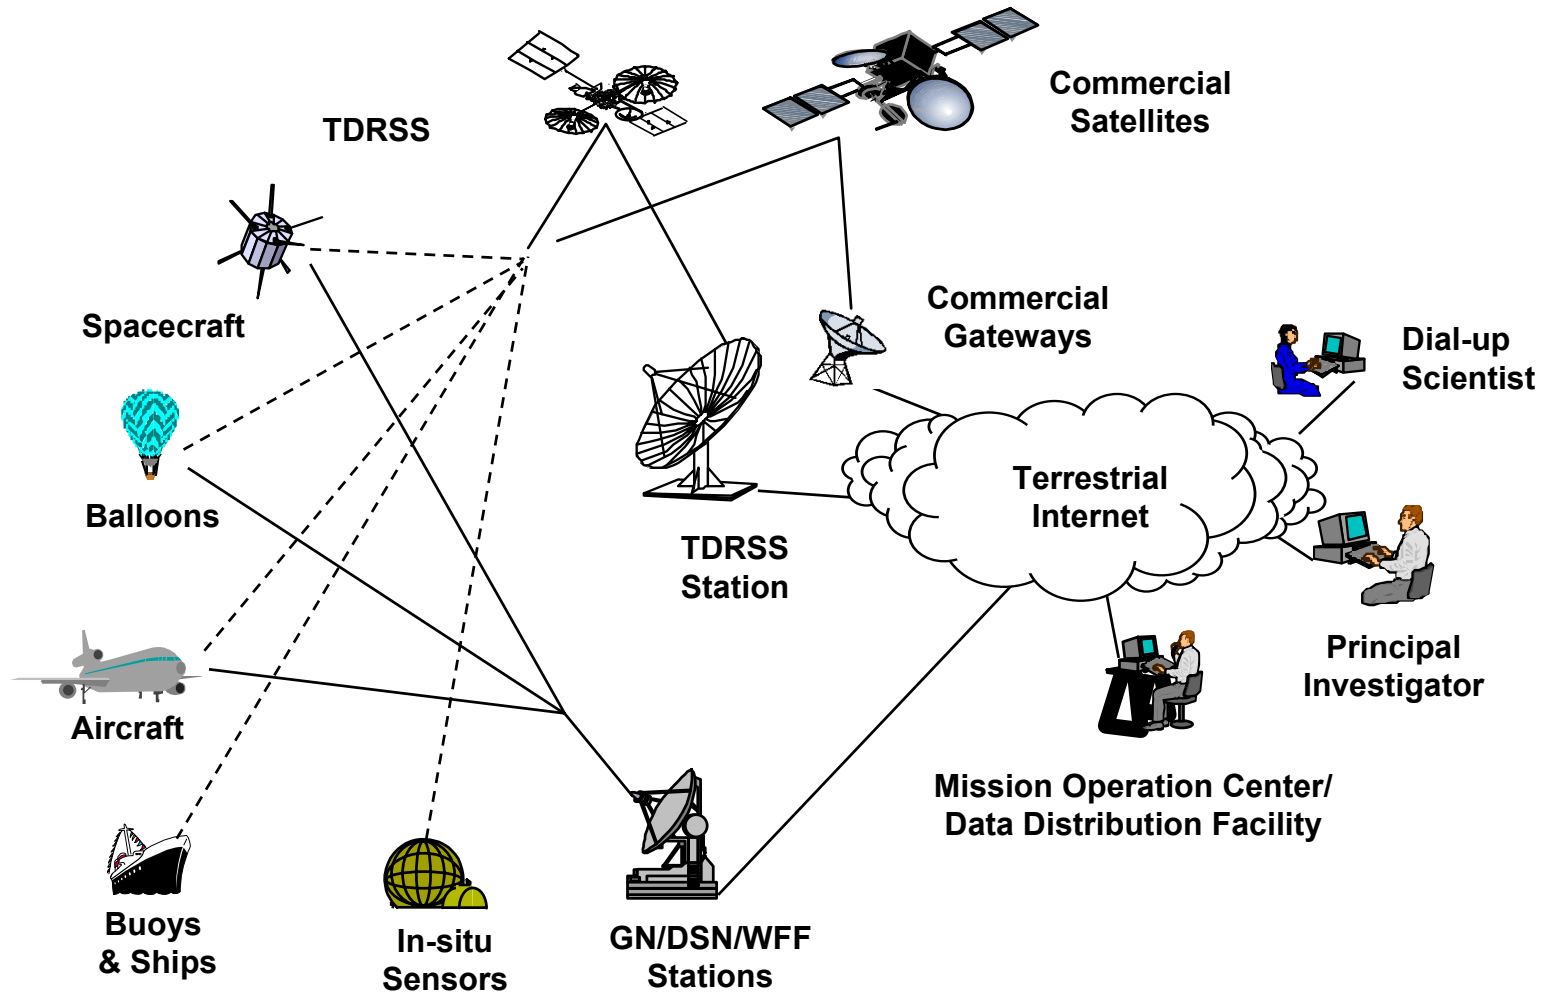 Commercial
Satellites
TDRSS
Spacecraft
Commercial
Gateways
Dial-up
Scientist
Balloons
Terrestrial
Internet
TDRSS
Station
Principal
Investigator
Aircraft
Mission Operation Center/
Data Distribution Facility
Buoys
& Ships
In-situ
Sensors
GN/DSN/WFF
Stations